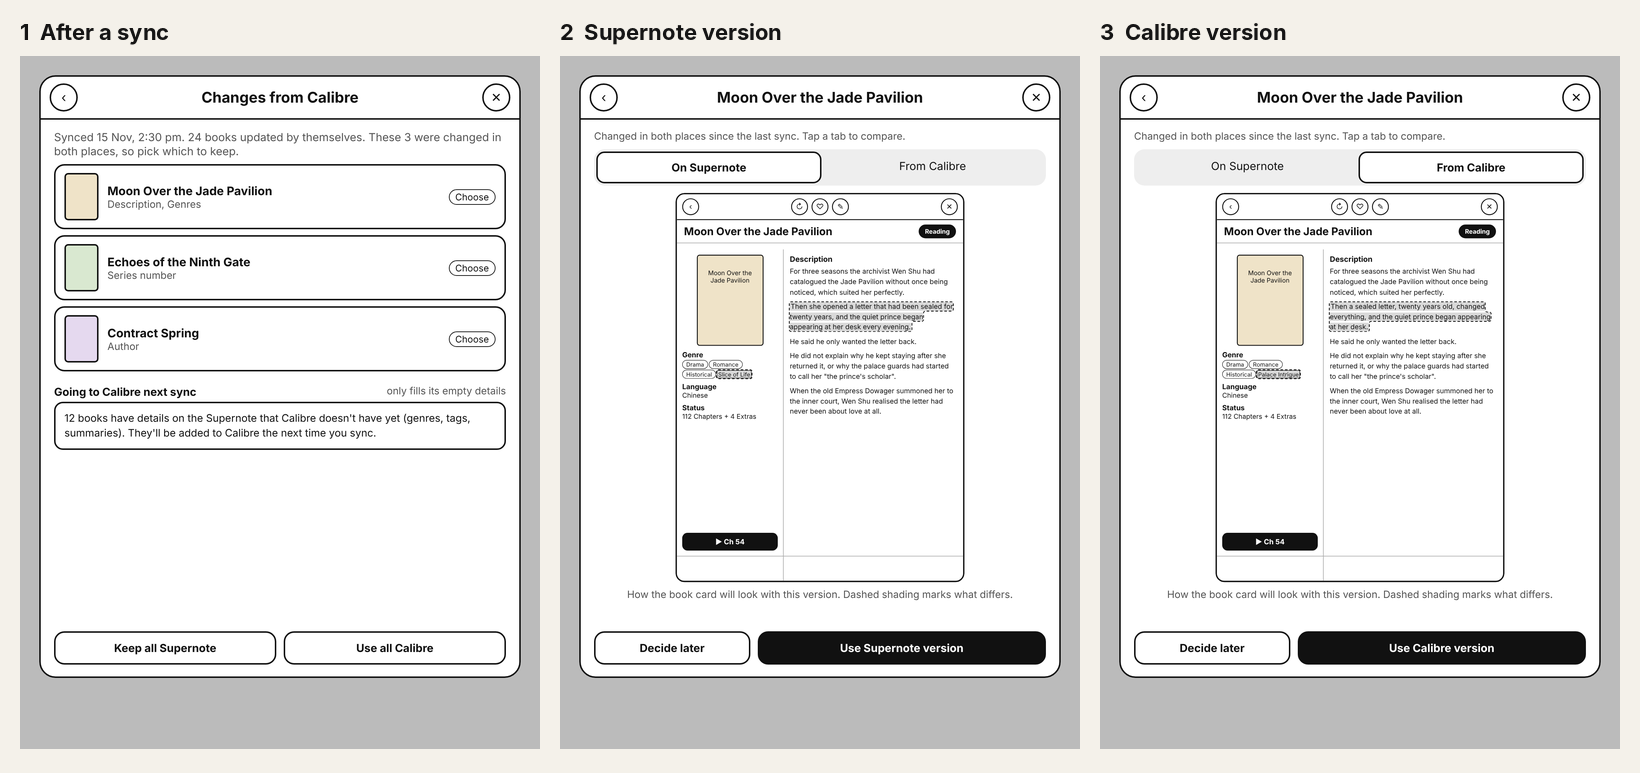 1 After a sync
‹
Changes from Calibre
✕
Synced 15 Nov, 2:30 pm. 24 books updated by themselves. These 3 were changed in
both places, so pick which to keep.
Moon Over the Jade Pavilion
Description, Genres
Choose
Echoes of the Ninth Gate
Series number
Choose
Contract Spring
Author
Choose
Going to Calibre next sync
only fills its empty details
12 books have details on the Supernote that Calibre doesn't have yet (genres, tags,
summaries). They'll be added to Calibre the next time you sync.
Keep all Supernote
Use all Calibre
2 Supernote version
‹
Moon Over the Jade Pavilion
✕
Changed in both places since the last sync. Tap a tab to compare.
On Supernote
From Calibre
Moon Over the Jade Pavilion
Reading
Moon Over the
Jade Pavilion
Genre
Drama Romance
Historical Slice of Life
Language
Chinese
Status
112 Chapters + 4 Extras
▶ Ch 54
Description
For three seasons the archivist Wen Shu had
catalogued the Jade Pavilion without once being
noticed, which suited her perfectly.
Then she opened a letter that had been sealed for
twenty years, and the quiet prince began
appearing at her desk every evening.
He said he only wanted the letter back.
He did not explain why he kept staying after she
returned it, or why the palace guards had started
to call her "the prince's scholar".
When the old Empress Dowager summoned her to
the inner court, Wen Shu realised the letter had
never been about love at all.
How the book card will look with this version. Dashed shading marks what differs.
Decide later
Use Supernote version
3 Calibre version
‹
Moon Over the Jade Pavilion
✕
Changed in both places since the last sync. Tap a tab to compare.
On Supernote
From Calibre
Moon Over the Jade Pavilion
Reading
Moon Over the
Jade Pavilion
Genre
Drama Romance
Historical Palace Intrigue
Language
Chinese
Status
112 Chapters + 4 Extras
▶ Ch 54
Description
For three seasons the archivist Wen Shu had
catalogued the Jade Pavilion without once being
noticed, which suited her perfectly.
Then a sealed letter, twenty years old, changed
everything, and the quiet prince began appearing
at her desk.
He said he only wanted the letter back.
He did not explain why he kept staying after she
returned it, or why the palace guards had started
to call her "the prince's scholar".
When the old Empress Dowager summoned her to
the inner court, Wen Shu realised the letter had
never been about love at all.
How the book card will look with this version. Dashed shading marks what differs.
Decide later
Use Calibre version